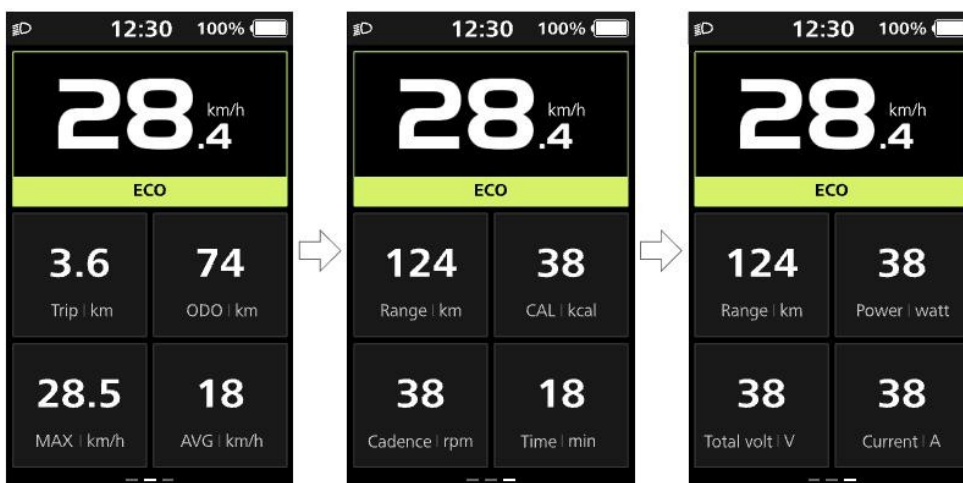 12:30 100%
28.4 km/h
ECO
3.6 74
Trip | km ODO | km
28.5 18
MAX | km/h AVG | km/h
12:30 100%
28.4 km/h
ECO
124 38
Range | km CAL | kcal
38 18
Cadence | rpm Time | min
12:30 100%
28.4 km/h
ECO
124 38
Range | km Power | watt
38 38
Total volt | V Current | A